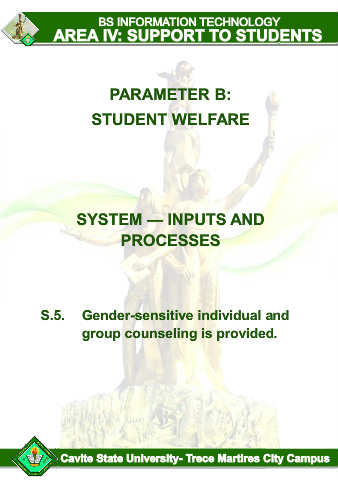 BS INFORMATION TECHNOLOGY
AREA IV: SUPPORT TO STUDENTS
PARAMETER B:
STUDENT WELFARE
SYSTEM — INPUTS AND
PROCESSES
S.5. Gender-sensitive individual and
group counseling is provided.
Cavite State University- Trece Martires City Campus